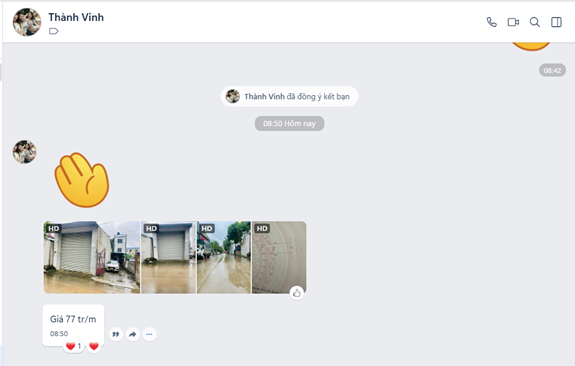 Thành Vinh
08:42
Thành Vinh đã đồng ý kết bạn
08:50 Hôm nay
HD HD HD HD
Giá 77 tr/m
08:50
1